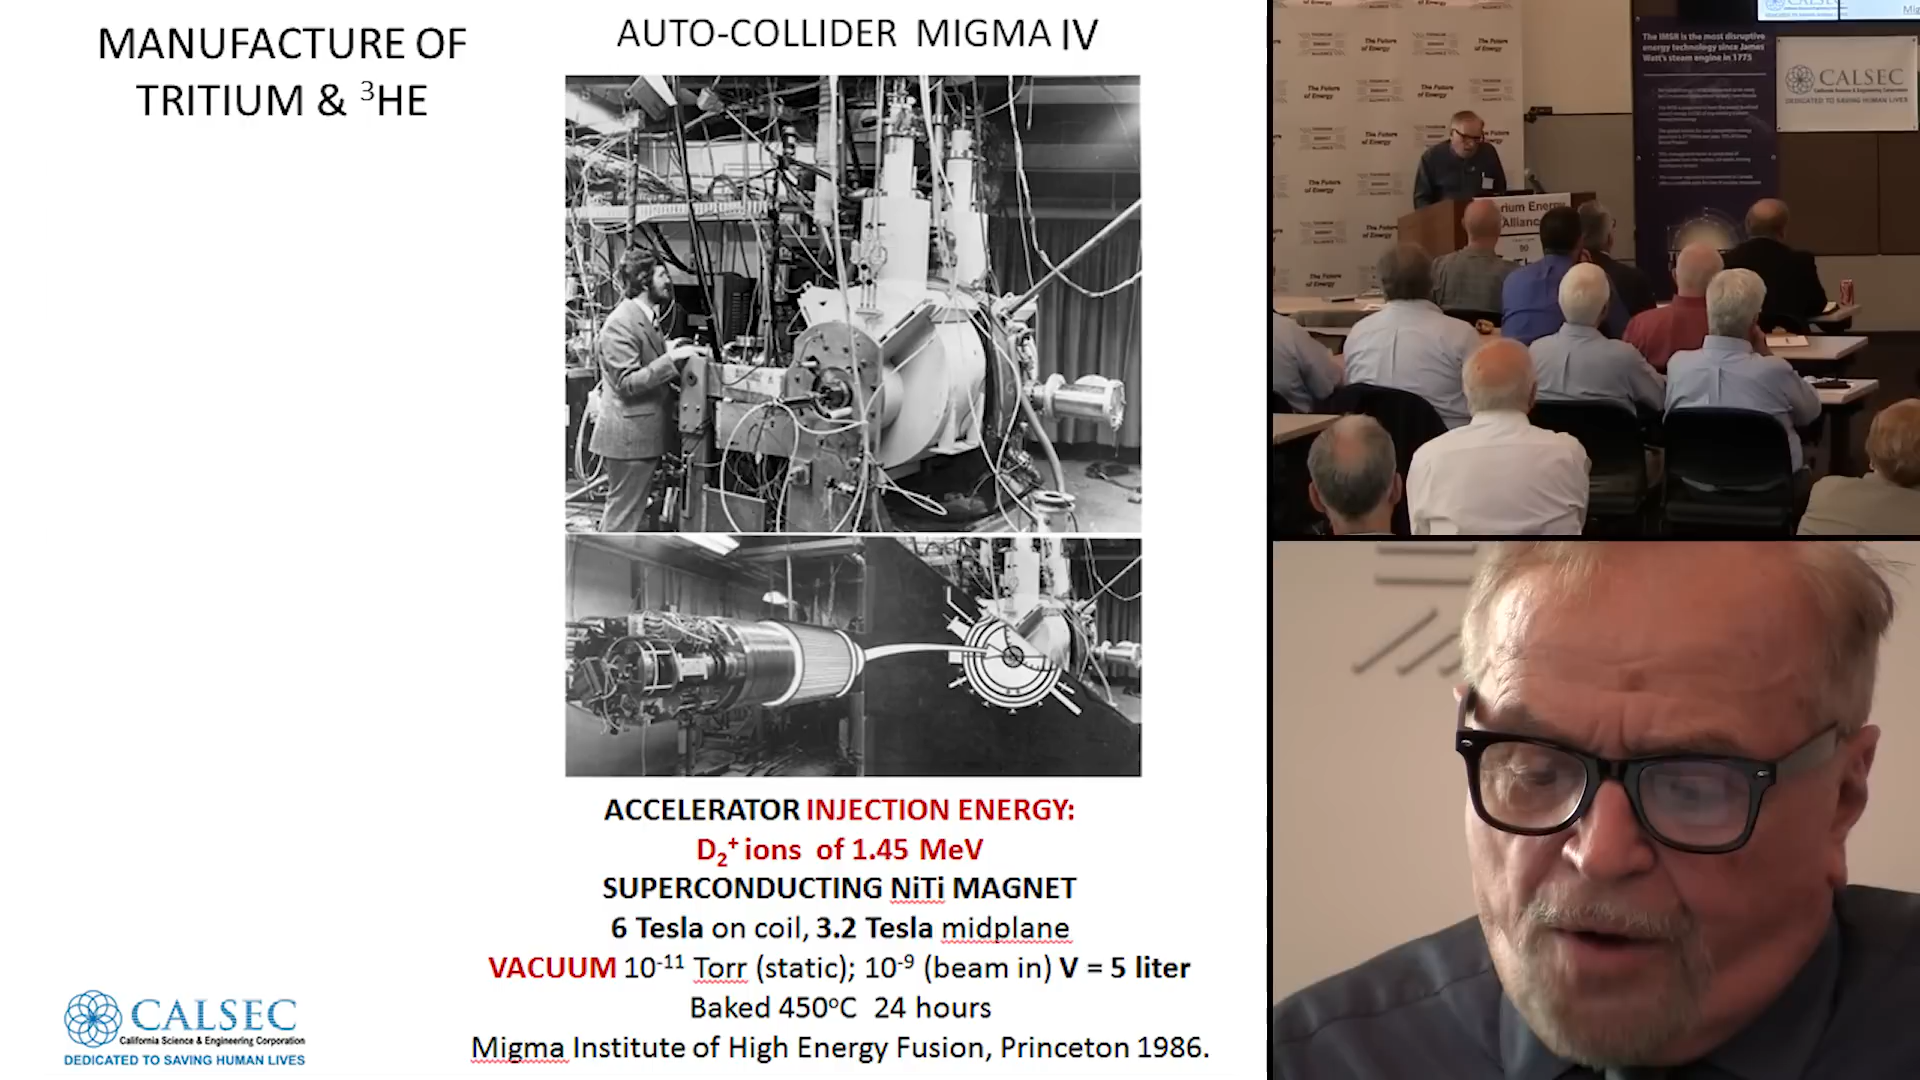 MANUFACTURE OF
TRITIUM & ³HE
AUTO-COLLIDER MIGMA IV
ACCELERATOR INJECTION ENERGY:
D₂⁺ ions of 1.45 MeV
SUPERCONDUCTING NiTi MAGNET
6 Tesla on coil, 3.2 Tesla midplane
VACUUM 10⁻¹¹ Torr (static); 10⁻⁹ (beam in) V = 5 liter
Baked 450°C 24 hours
Migma Institute of High Energy Fusion, Princeton 1986.
CALSEC
California Science & Engineering Corporation
DEDICATED TO SAVING HUMAN LIVES
The IMSR is the most disruptive
energy technology since James
Watt's steam engine in 1775
CALSEC
DEDICATED TO SAVING HUMAN LIVES
The Future
of Energy
rium Energy
Alliance